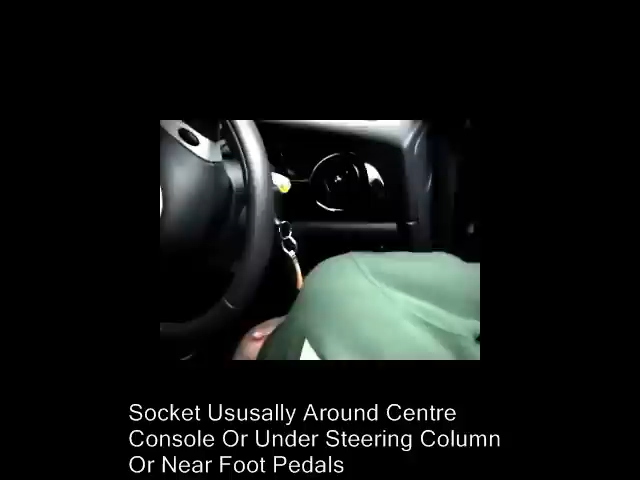 Socket Ususally Around Centre
Console Or Under Steering Column
Or Near Foot Pedals